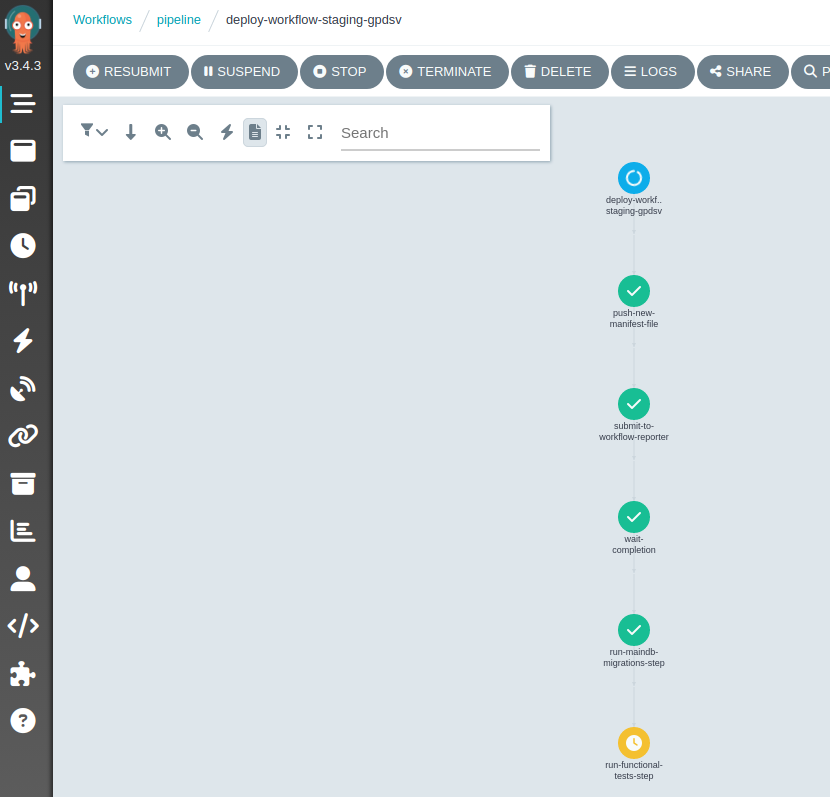 Workflows / pipeline / deploy-workflow-staging-gpdsv
v3.4.3
RESUBMIT SUSPEND STOP TERMINATE DELETE LOGS SHARE P
Search
deploy-workf..
staging-gpdsv
push-new-
manifest-file
submit-to-
workflow-reporter
wait-
completion
run-maindb-
migrations-step
run-functional-
tests-step